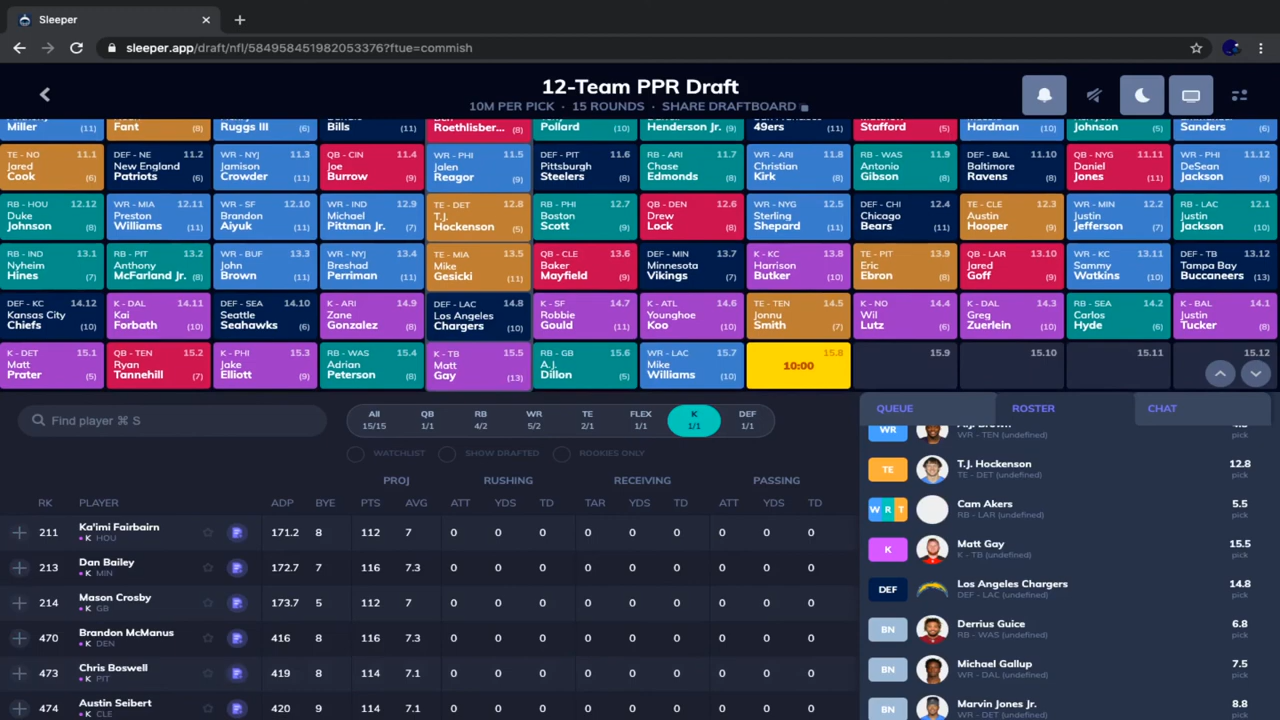 Sleeper
sleeper.app/draft/nfl/584958451982053376?ftue=commish
12-Team PPR Draft
10M PER PICK · 15 ROUNDS · SHARE DRAFTBOARD
Miller (11) Fant (8) Ruggs III (6) Bills (11) Roethlisber... (8) Pollard (10) Henderson Jr. (9) 49ers (11) Stafford (5) Hardman (10) Johnson (5) Sanders (6)
TE - NO 11.1 DEF - NE 11.2 WR - NYJ 11.3 QB - CIN 11.4 WR - PHI 11.5 DEF - PIT 11.6 RB - ARI 11.7 WR - ARI 11.8 RB - WAS 11.9 DEF - BAL 11.10 QB - NYG 11.11 WR - PHI 11.12
Jared New England Jamison Joe Jalen Pittsburgh Chase Christian Antonio Baltimore Daniel DeSean
Cook (6) Patriots (6) Crowder (11) Burrow (9) Reagor (9) Steelers (8) Edmonds (8) Kirk (8) Gibson (8) Ravens (8) Jones (11) Jackson (9)
RB - HOU 12.12 WR - MIA 12.11 WR - SF 12.10 WR - IND 12.9 TE - DET 12.8 RB - PHI 12.7 QB - DEN 12.6 WR - NYG 12.5 DEF - CHI 12.4 TE - CLE 12.3 WR - MIN 12.2 RB - LAC 12.1
Duke Preston Brandon Michael T.J. Boston Drew Sterling Chicago Austin Justin Justin
Johnson (8) Williams (11) Aiyuk (11) Pittman Jr. (7) Hockenson (5) Scott (9) Lock (8) Shepard (11) Bears (11) Hooper (9) Jefferson (7) Jackson (10)
RB - IND 13.1 RB - PIT 13.2 WR - BUF 13.3 WR - NYJ 13.4 TE - MIA 13.5 QB - CLE 13.6 DEF - MIN 13.7 K - KC 13.8 TE - PIT 13.9 QB - LAR 13.10 WR - KC 13.11 DEF - TB 13.12
Nyheim Anthony John Breshad Mike Baker Minnesota Harrison Eric Jared Sammy Tampa Bay
Hines (7) McFarland Jr. (8) Brown (11) Perriman (11) Gesicki (11) Mayfield (9) Vikings (7) Butker (10) Ebron (8) Goff (9) Watkins (10) Buccaneers (13)
DEF - KC 14.12 K - DAL 14.11 DEF - SEA 14.10 K - ARI 14.9 DEF - LAC 14.8 K - SF 14.7 K - ATL 14.6 TE - TEN 14.5 K - NO 14.4 K - DAL 14.3 RB - SEA 14.2 K - BAL 14.1
Kansas City Kai Seattle Zane Los Angeles Robbie Younghoe Jonnu Wil Greg Carlos Justin
Chiefs (10) Forbath (10) Seahawks (6) Gonzalez (8) Chargers (10) Gould (11) Koo (10) Smith (7) Lutz (6) Zuerlein (10) Hyde (6) Tucker (8)
K - DET 15.1 QB - TEN 15.2 K - PHI 15.3 RB - WAS 15.4 K - TB 15.5 RB - GB 15.6 WR - LAC 15.7 15.8 15.9 15.10 15.11 15.12
Matt Ryan Jake Adrian Matt A.J. Mike 10:00
Prater (5) Tannehill (7) Elliott (9) Peterson (8) Gay (13) Dillon (5) Williams (10)
Find player ⌘ S
All QB RB WR TE FLEX K DEF
15/15 1/1 4/2 5/2 2/1 1/1 1/1 1/1
WATCHLIST SHOW DRAFTED ROOKIES ONLY
PROJ RUSHING RECEIVING PASSING
RK PLAYER ADP BYE PTS AVG ATT YDS TD TAR YDS TD ATT YDS TD
211 Ka'imi Fairbairn 171.2 8 112 7 0 0 0 0 0 0 0 0 0
K HOU
213 Dan Bailey 172.7 7 116 7.3 0 0 0 0 0 0 0 0 0
K MIN
214 Mason Crosby 173.7 5 112 7 0 0 0 0 0 0 0 0 0
K GB
470 Brandon McManus 416 8 116 7.3 0 0 0 0 0 0 0 0 0
K DEN
473 Chris Boswell 419 8 114 7.1 0 0 0 0 0 0 0 0 0
K PIT
474 Austin Seibert 420 9 114 7.1 0 0 0 0 0 0 0 0 0
K CLE
QUEUE ROSTER CHAT
WR
WR - TEN (undefined) pick
TE T.J. Hockenson 12.8
TE - DET (undefined) pick
W R T Cam Akers 5.5
RB - LAR (undefined) pick
K Matt Gay 15.5
K - TB (undefined) pick
DEF Los Angeles Chargers 14.8
DEF - LAC (undefined) pick
BN Derrius Guice 6.8
RB - WAS (undefined) pick
BN Michael Gallup 7.5
WR - DAL (undefined) pick
BN Marvin Jones Jr. 8.8
WR - DET (undefined) pick